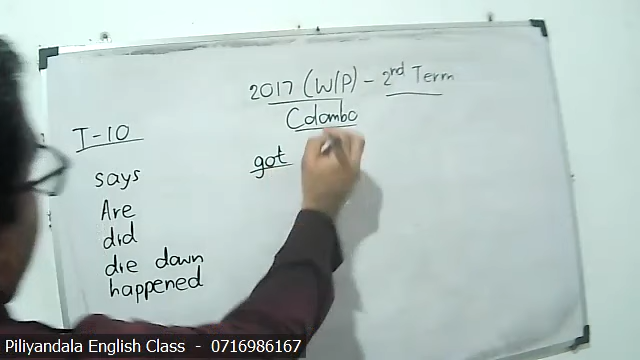 2017 (W/P) - 2nd Term
Colombo
T-10
says
Are
did
die down
happened
got
Piliyandala English Class - 0716986167